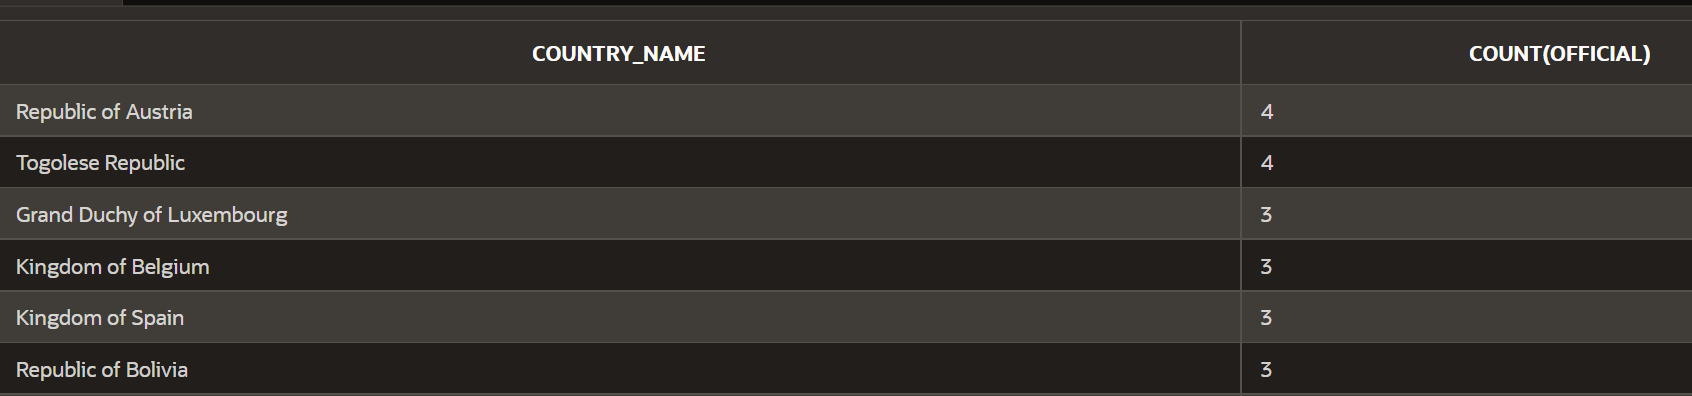 COUNTRY_NAME COUNT(OFFICIAL)
Republic of Austria 4
Togolese Republic 4
Grand Duchy of Luxembourg 3
Kingdom of Belgium 3
Kingdom of Spain 3
Republic of Bolivia 3